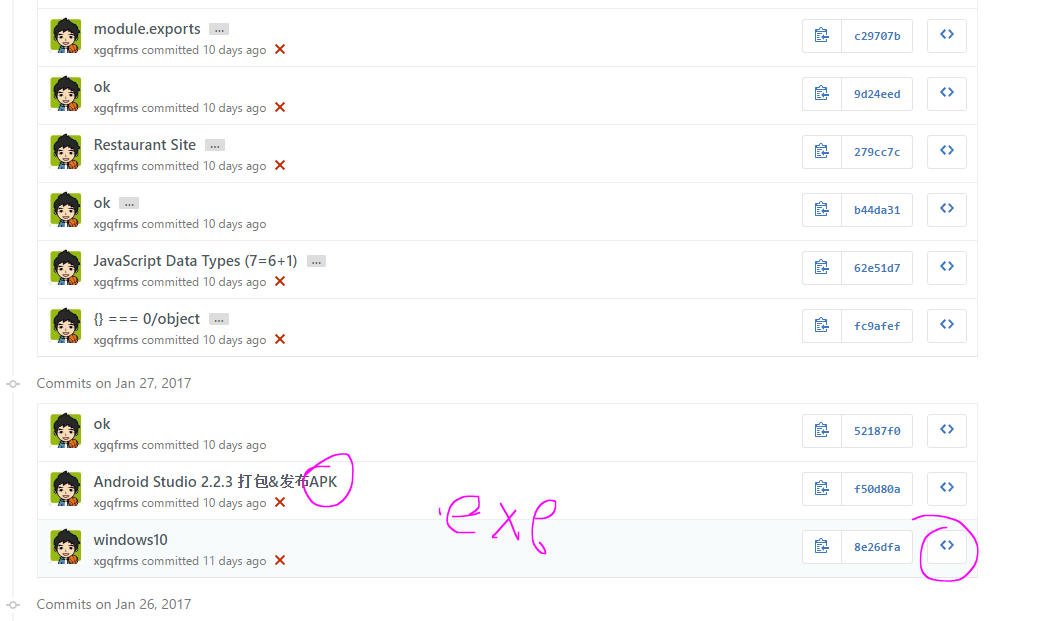 module.exports …
xgqfrms committed 10 days ago
c29707b
ok
xgqfrms committed 10 days ago
9d24eed
Restaurant Site …
xgqfrms committed 10 days ago
279cc7c
ok …
xgqfrms committed 10 days ago
b44da31
JavaScript Data Types (7=6+1) …
xgqfrms committed 10 days ago
62e51d7
{} === 0/object …
xgqfrms committed 10 days ago
fc9afef
Commits on Jan 27, 2017
ok
xgqfrms committed 10 days ago
52187f0
Android Studio 2.2.3 打包&发布APK
xgqfrms committed 10 days ago
f50d80a
windows10
xgqfrms committed 11 days ago
8e26dfa
Commits on Jan 26, 2017